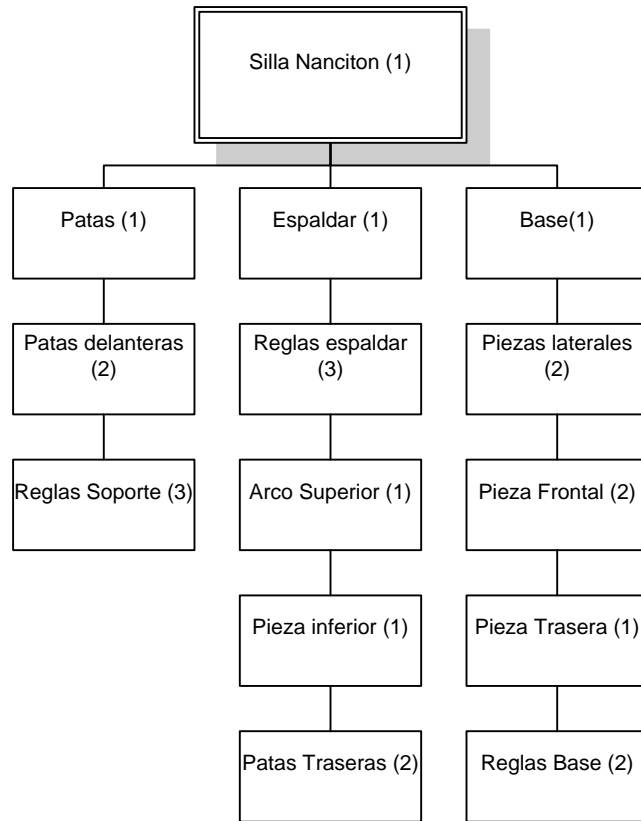 Silla Nanciton (1)
Patas (1)
Espaldar (1)
Base(1)
Patas delanteras
(2)
Reglas espaldar
(3)
Piezas laterales
(2)
Reglas Soporte (3)
Arco Superior (1)
Pieza Frontal (2)
Pieza inferior (1)
Pieza Trasera (1)
Patas Traseras (2)
Reglas Base (2)